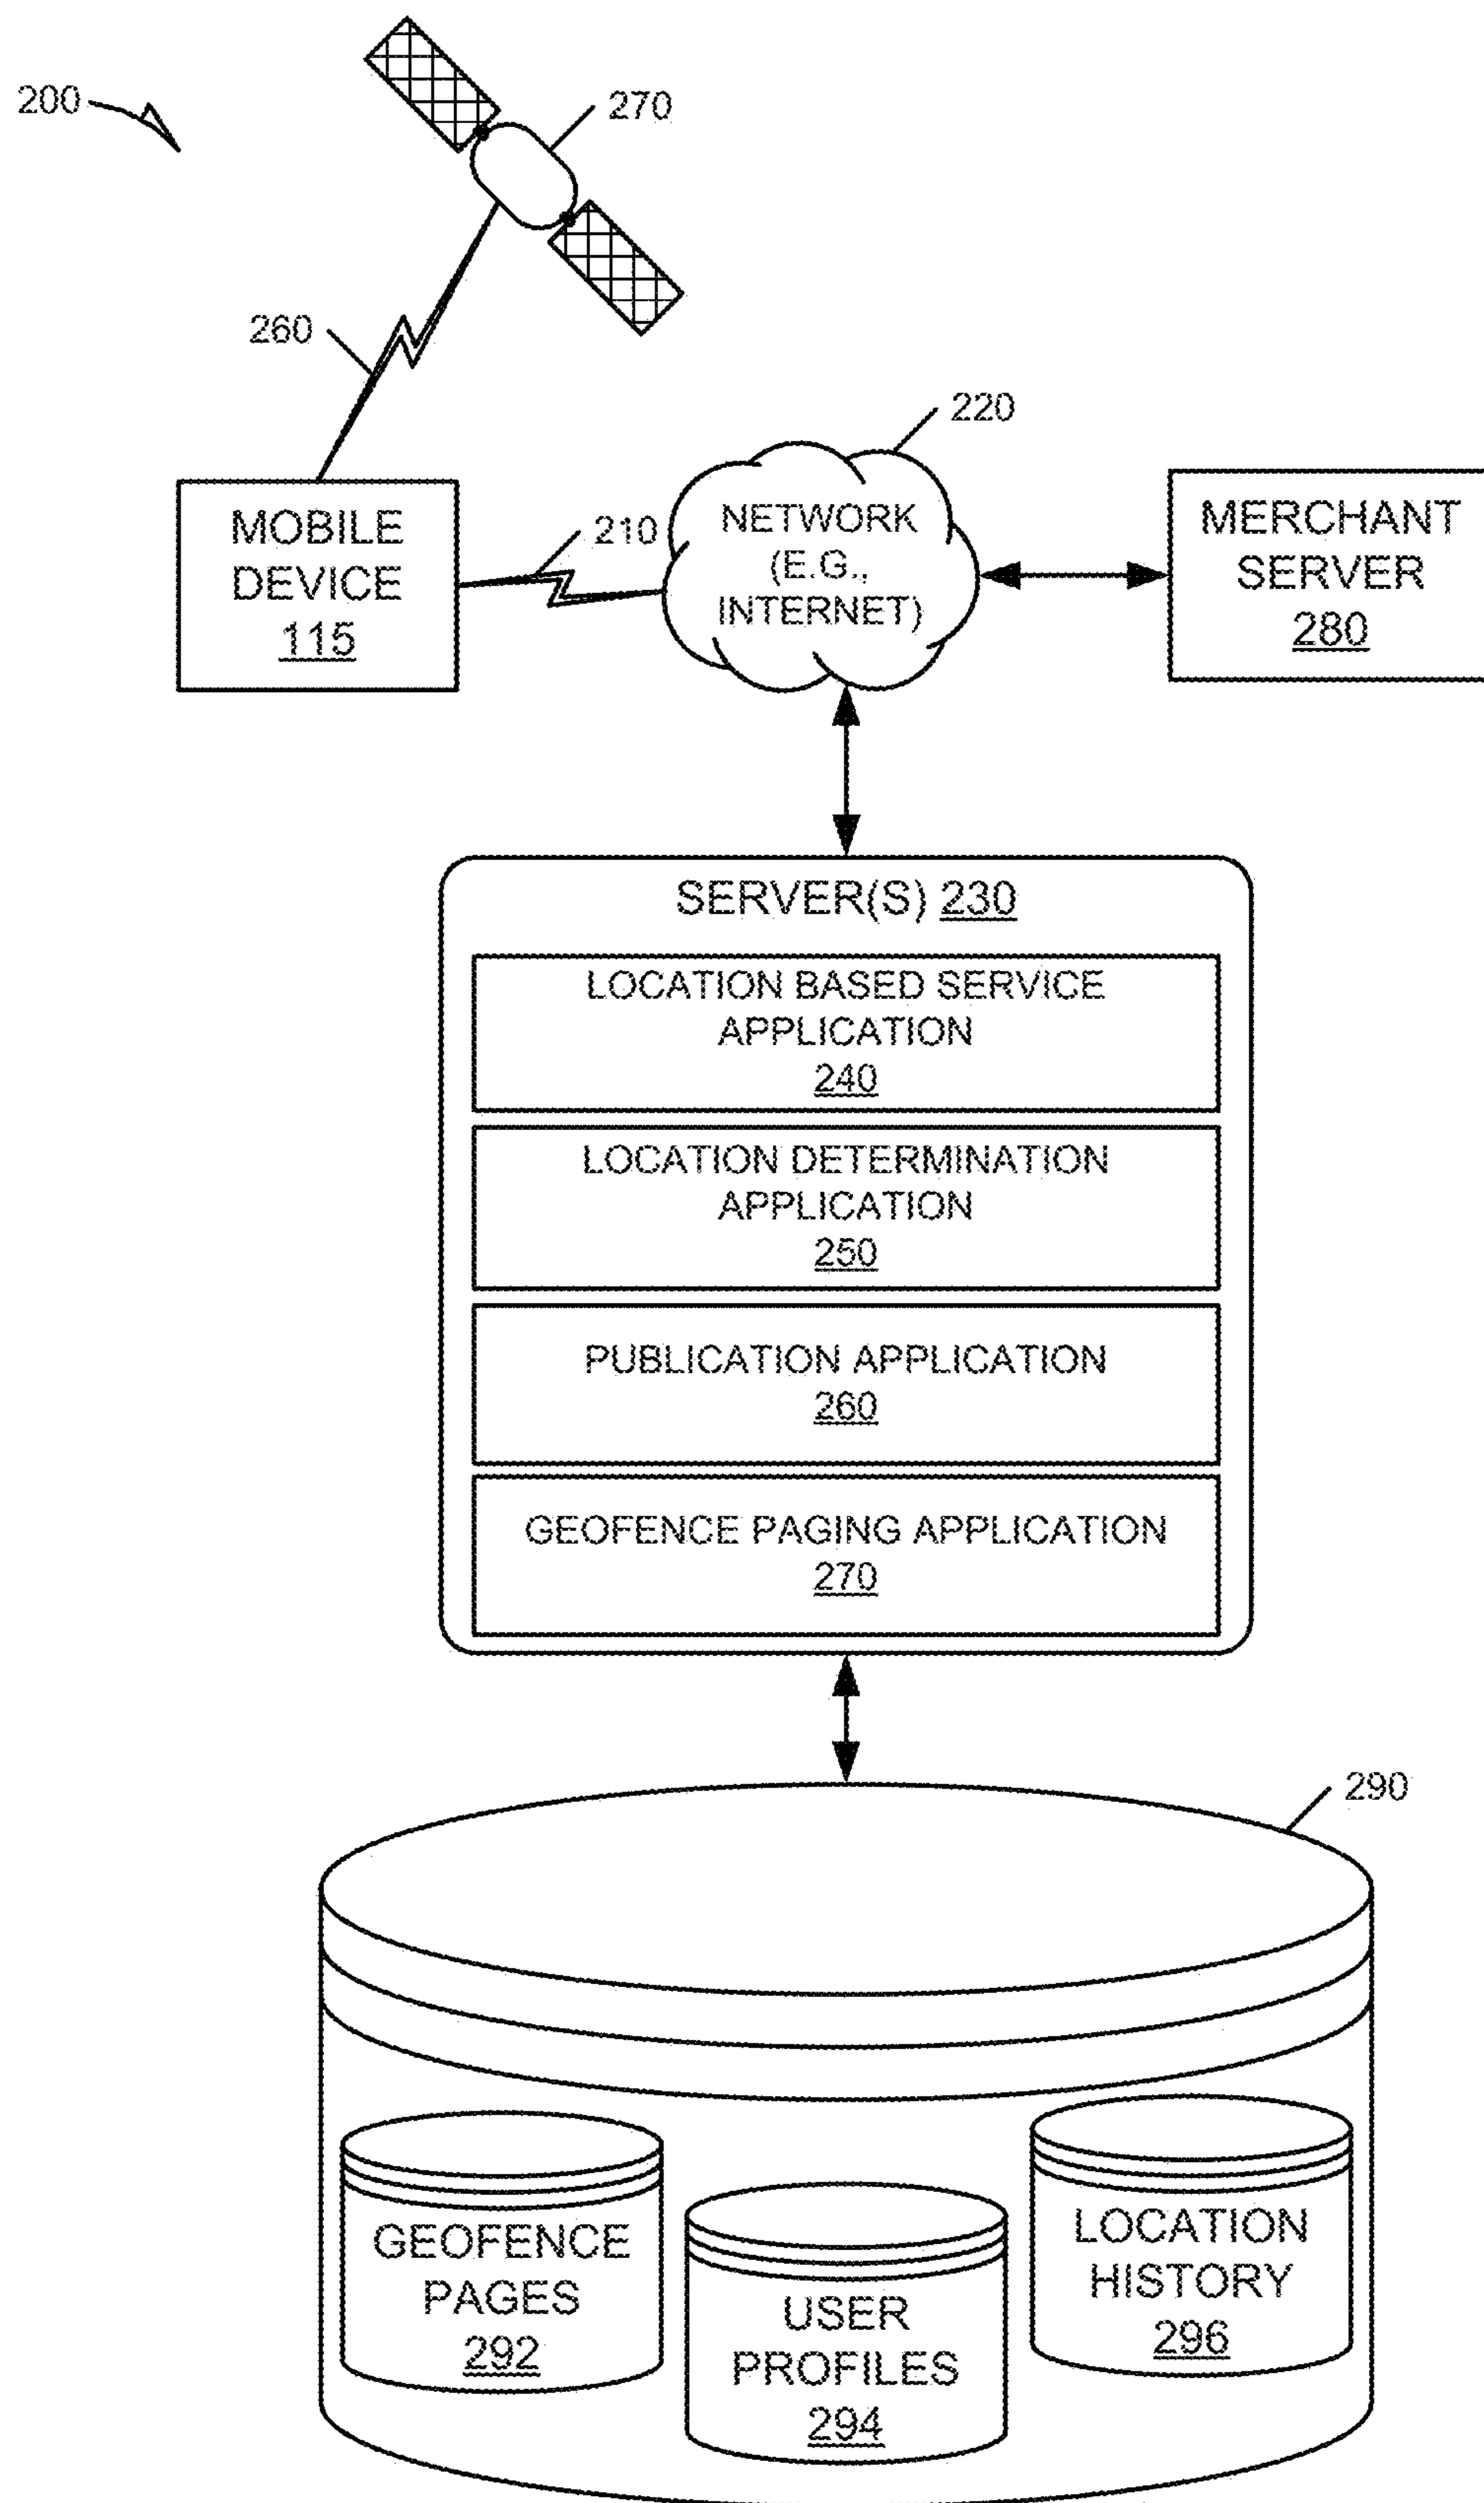 200
270
260
220
210
MOBILE
DEVICE
115
NETWORK
(E.G.,
INTERNET)
MERCHANT
SERVER
280
SERVER(S) 230
LOCATION BASED SERVICE
APPLICATION
240
LOCATION DETERMINATION
APPLICATION
250
PUBLICATION APPLICATION
260
GEOFENCE PAGING APPLICATION
270
290
GEOFENCE
PAGES
292
USER
PROFILES
294
LOCATION
HISTORY
296